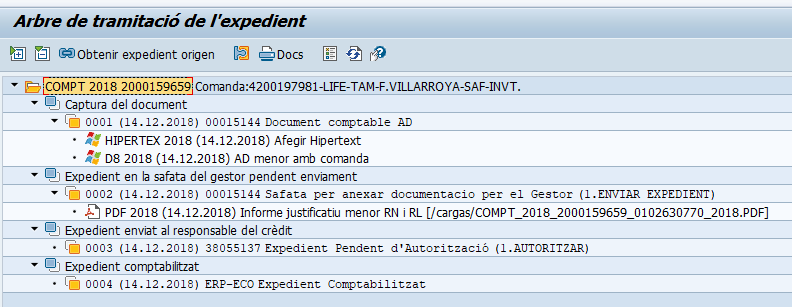 Arbre de tramitació de l'expedient
Obtenir expedient origen Docs
COMPT 2018 2000159659 Comanda:4200197981-LIFE-TAM-F.VILLARROYA-SAF-INVT.
Captura del document
0001 (14.12.2018) 00015144 Document comptable AD
HIPERTEX 2018 (14.12.2018) Afegir Hipertext
D8 2018 (14.12.2018) AD menor amb comanda
Expedient en la safata del gestor pendent enviament
0002 (14.12.2018) 00015144 Safata per anexar documentacio per el Gestor (1.ENVIAR EXPEDIENT)
PDF 2018 (14.12.2018) Informe justificatiu menor RN i RL [/cargas/COMPT_2018_2000159659_0102630770_2018.PDF]
Expedient enviat al responsable del crèdit
0003 (14.12.2018) 38055137 Expedient Pendent d'Autorització (1.AUTORITZAR)
Expedient comptabilitzat
0004 (14.12.2018) ERP-ECO Expedient Comptabilitzat